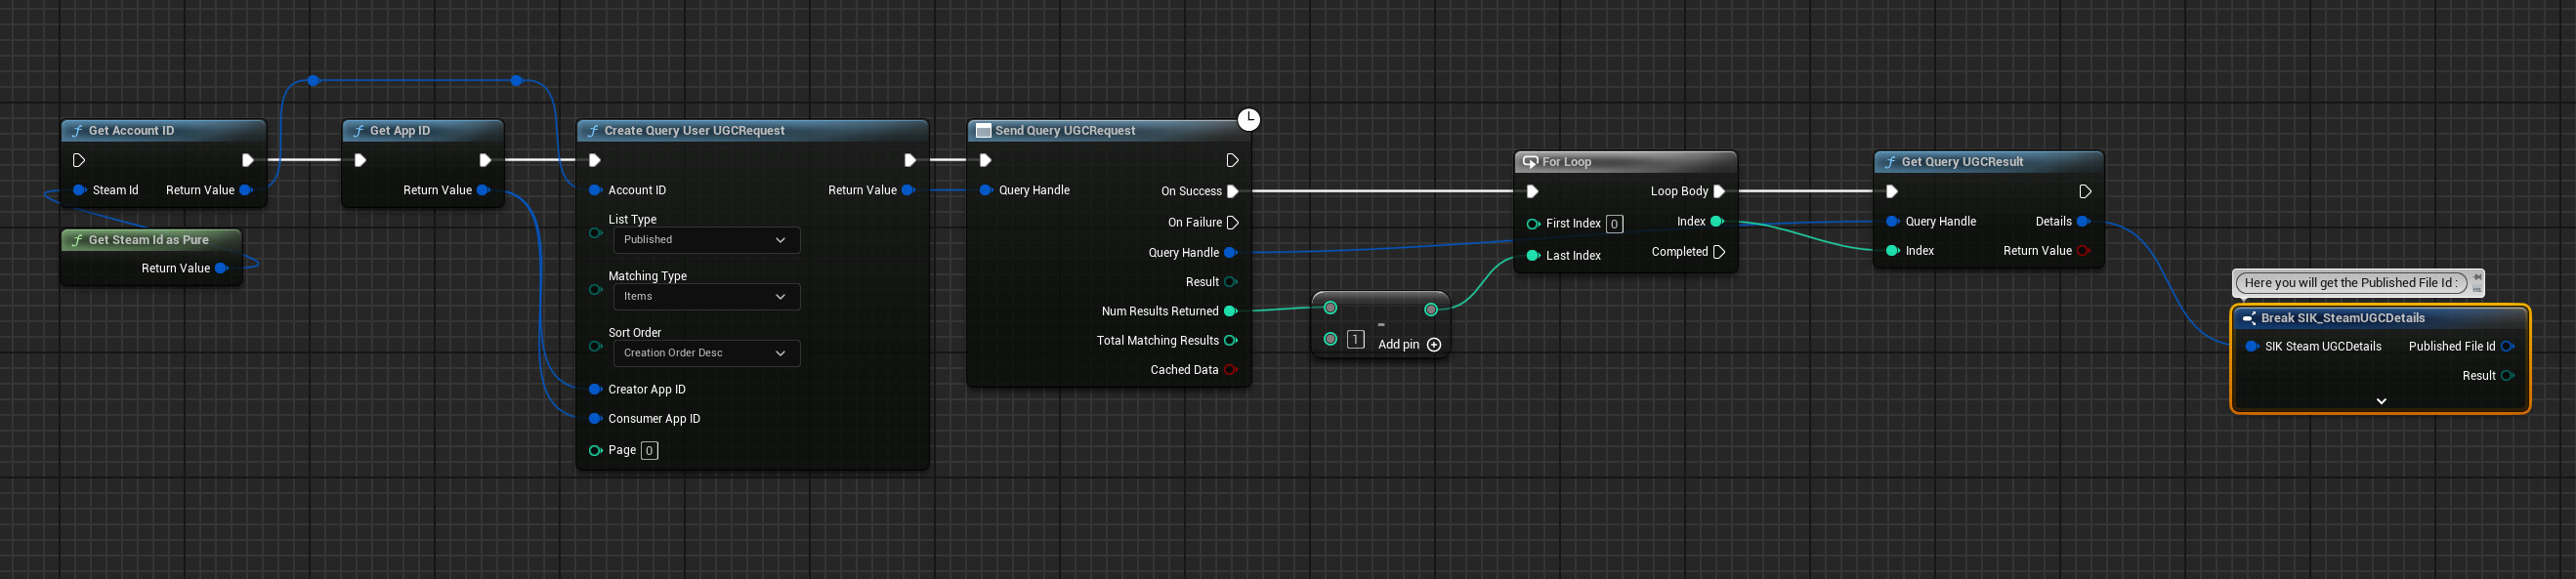 Get Account ID
Steam Id
Return Value
Get Steam Id as Pure
Return Value
Get App ID
Return Value
Create Query User UGCRequest
Account ID
Return Value
List Type
Published
Matching Type
Items
Sort Order
Creation Order Desc
Creator App ID
Consumer App ID
Page 0
Send Query UGCRequest
Query Handle
On Success
On Failure
Query Handle
Result
Num Results Returned
Total Matching Results
Cached Data
-
1
Add pin
For Loop
Loop Body
First Index 0
Index
Completed
Last Index
Get Query UGCResult
Query Handle
Details
Index
Return Value
Here you will get the Published File Id :
Break SIK_SteamUGCDetails
SIK Steam UGCDetails
Published File Id
Result